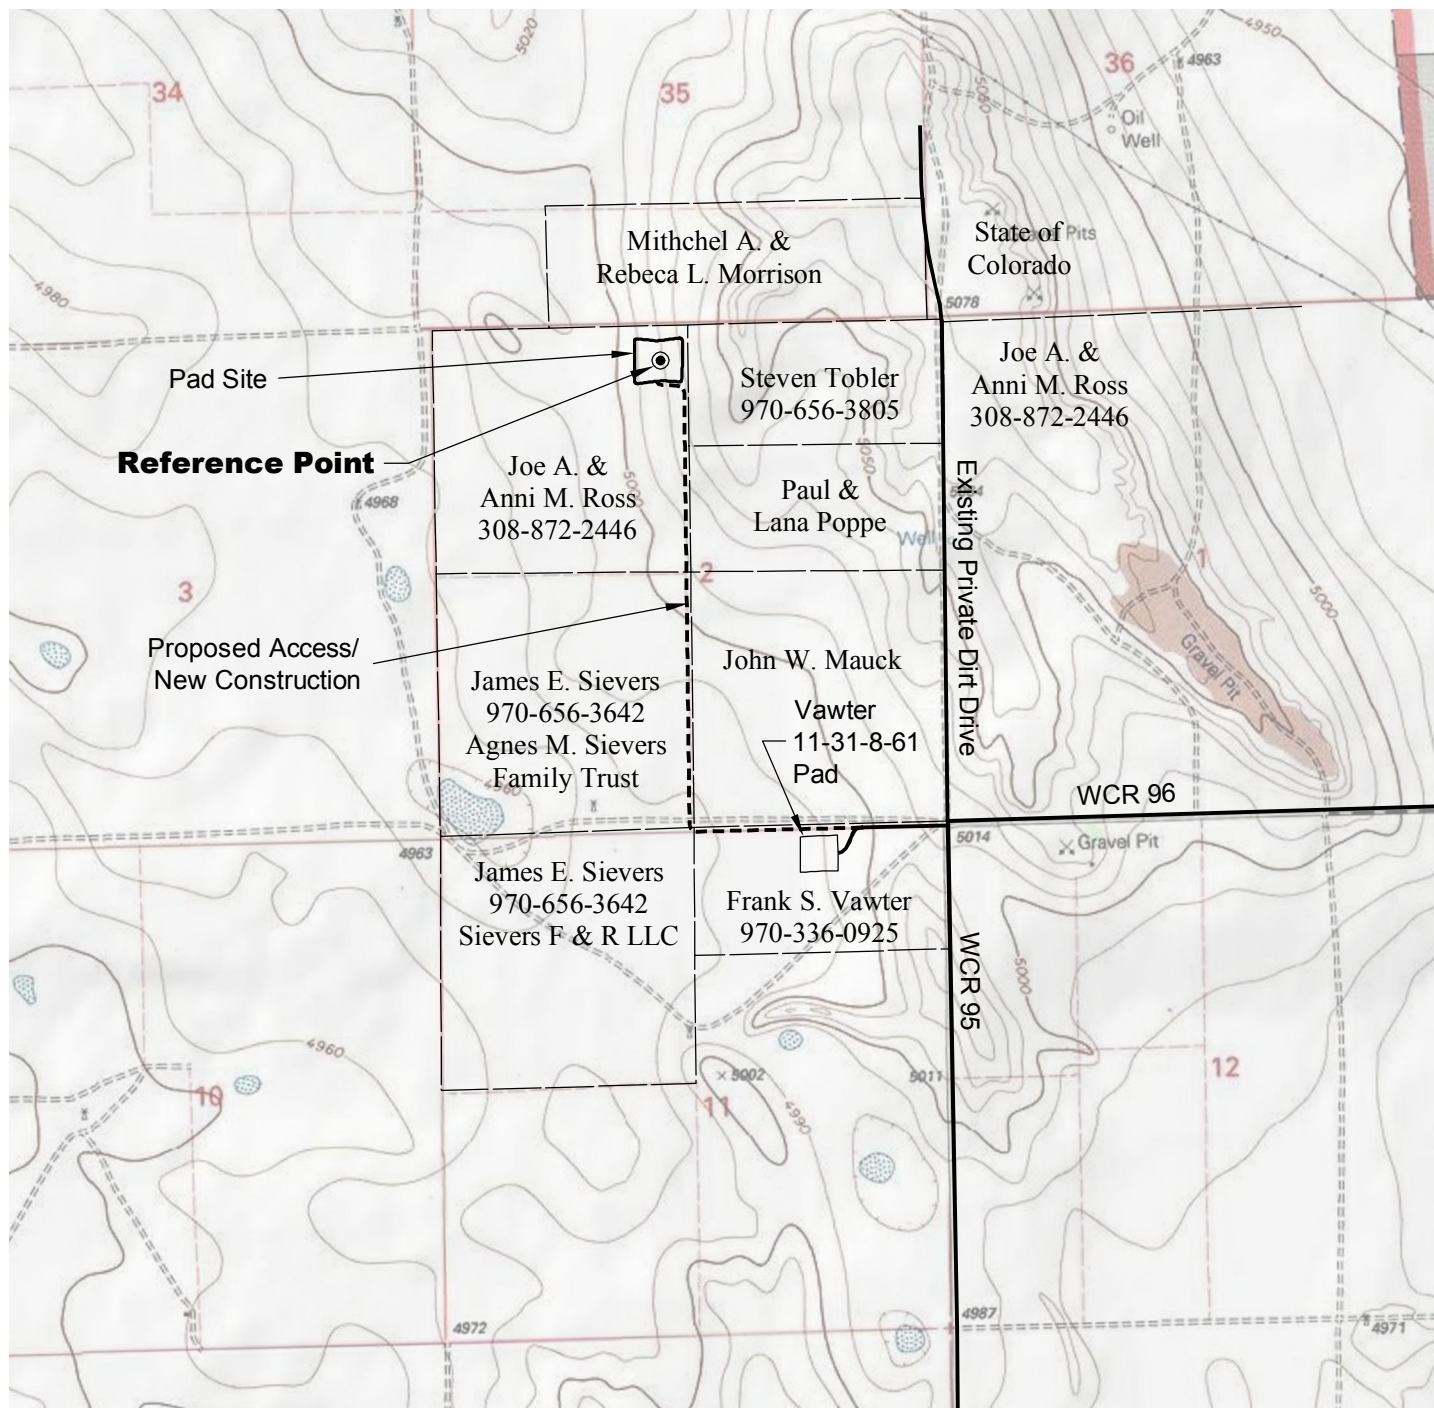 5020
4950
34
35
36
4963
5050
Oil
Well
Mithchel A. &
Rebeca L. Morrison
State of
Colorado
Gravel Pits
4980
5078
Pad Site
Joe A. &
Anni M. Ross
308-872-2446
Steven Tobler
970-656-3805
Reference Point
Joe A. &
Anni M. Ross
308-872-2446
5050
Paul &
Lana Poppe
4968
Well
Existing Private Dirt Drive
3
2
1
5000
Proposed Access/
New Construction
James E. Sievers
970-656-3642
Agnes M. Sievers
Family Trust
John W. Mauck
Vawter
11-31-8-61
Pad
Gravel Pit
4960
WCR 96
4963
5014
Gravel Pit
James E. Sievers
970-656-3642
Sievers F & R LLC
Frank S. Vawter
970-336-0925
WCR 95
5000
4960
5002
5011
12
10
11
4990
4972
4987
4971